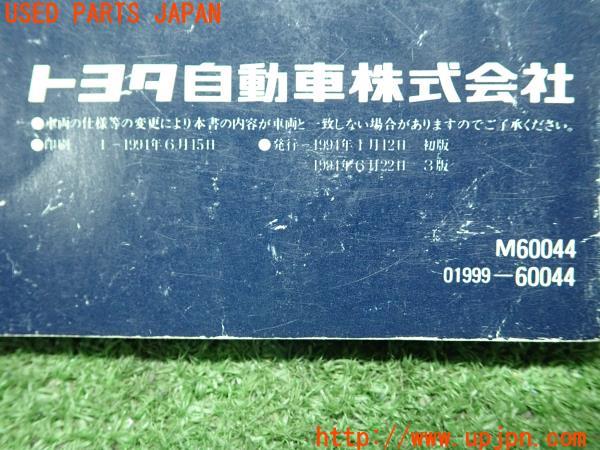 USED PARTS JAPAN
トヨタ自動車株式会社
●車両の仕様等の変更により本書の内容が車両と一致しない場合がありますのでご了承ください。
●印刷 1－1991年6月15日 ●発行－1991年1月12日 初版
1991年6月22日 3版
M60044
01999－60044
http://www.upjpn.com/